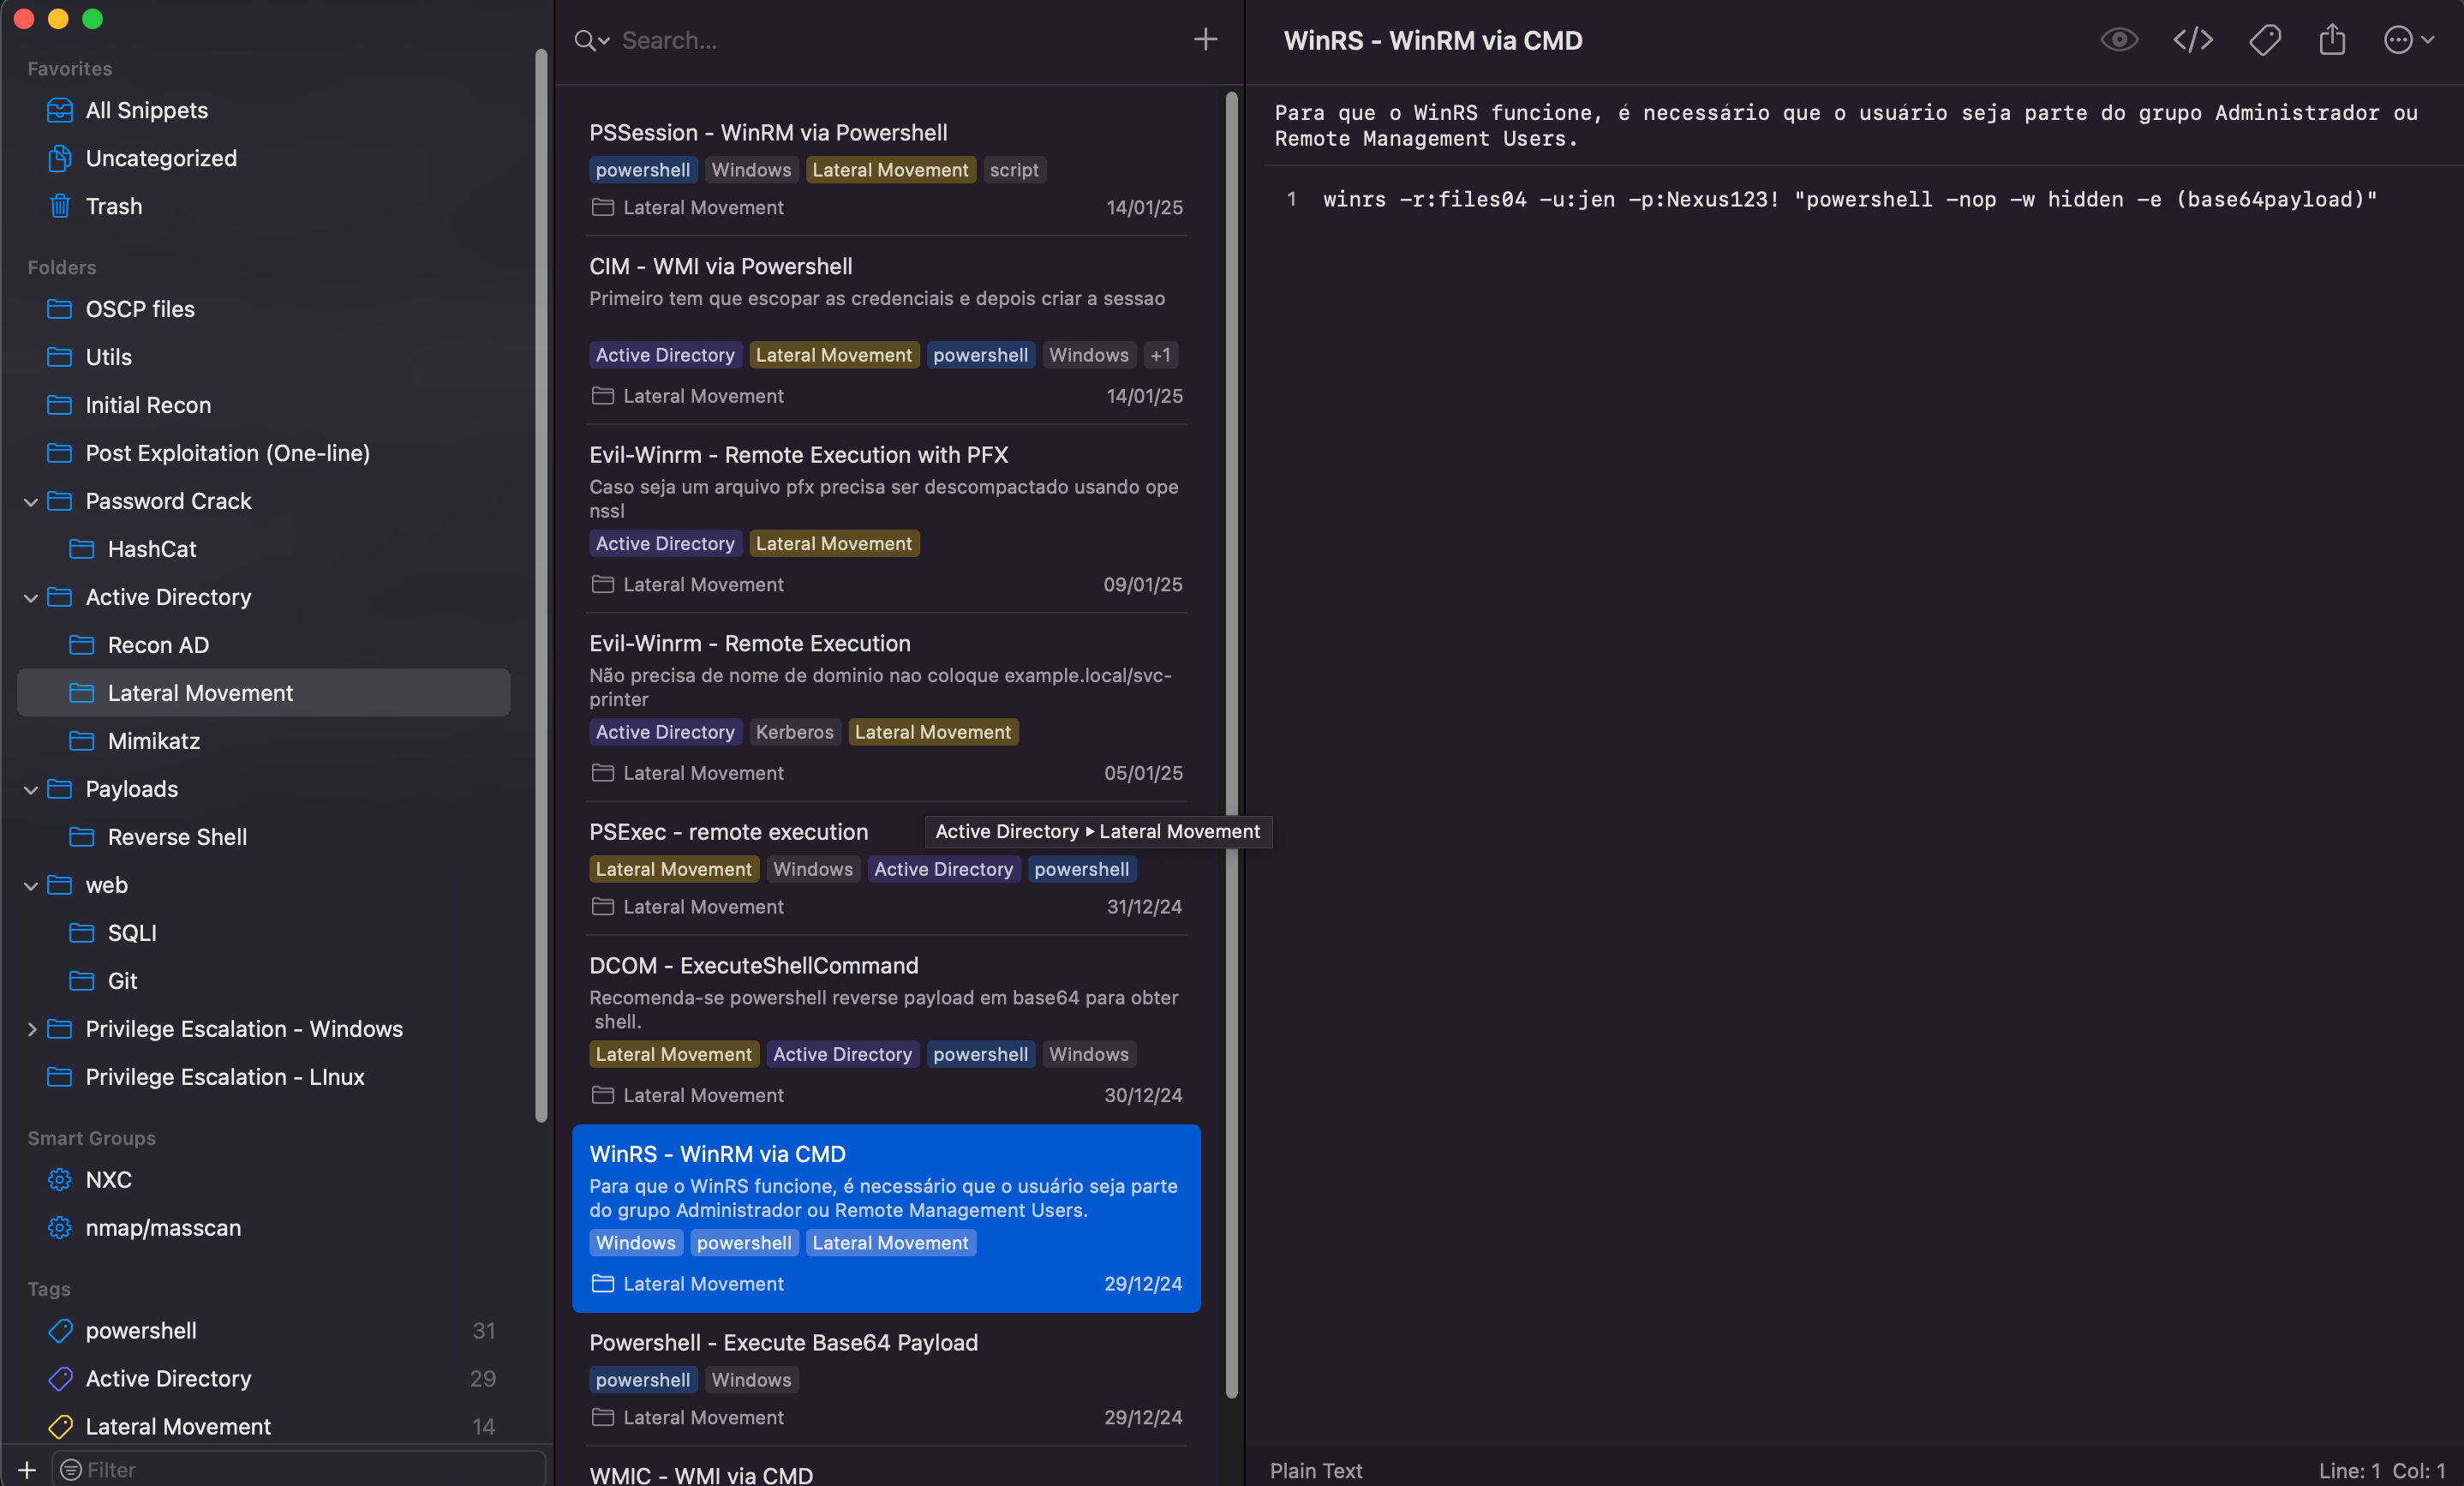 Favorites
All Snippets
Uncategorized
Trash
Folders
OSCP files
Utils
Initial Recon
Post Exploitation (One-line)
Password Crack
HashCat
Active Directory
Recon AD
Lateral Movement
Mimikatz
Payloads
Reverse Shell
web
SQLI
Git
Privilege Escalation - Windows
Privilege Escalation - LInux
Smart Groups
NXC
nmap/masscan
Tags
powershell 31
Active Directory 29
Lateral Movement 14
Filter
Search...
PSSession - WinRM via Powershell
powershell Windows Lateral Movement script
Lateral Movement 14/01/25
CIM - WMI via Powershell
Primeiro tem que escopar as credenciais e depois criar a sessao
Active Directory Lateral Movement powershell Windows +1
Lateral Movement 14/01/25
Evil-Winrm - Remote Execution with PFX
Caso seja um arquivo pfx precisa ser descompactado usando ope
nssl
Active Directory Lateral Movement
Lateral Movement 09/01/25
Evil-Winrm - Remote Execution
Não precisa de nome de dominio nao coloque example.local/svc-
printer
Active Directory Kerberos Lateral Movement
Lateral Movement 05/01/25
PSExec - remote execution
Active Directory ▸ Lateral Movement
Lateral Movement Windows Active Directory powershell
Lateral Movement 31/12/24
DCOM - ExecuteShellCommand
Recomenda-se powershell reverse payload em base64 para obter
shell.
Lateral Movement Active Directory powershell Windows
Lateral Movement 30/12/24
WinRS - WinRM via CMD
Para que o WinRS funcione, é necessário que o usuário seja parte
do grupo Administrador ou Remote Management Users.
Windows powershell Lateral Movement
Lateral Movement 29/12/24
Powershell - Execute Base64 Payload
powershell Windows
Lateral Movement 29/12/24
WMIC - WMI via CMD
WinRS - WinRM via CMD
Para que o WinRS funcione, é necessário que o usuário seja parte do grupo Administrador ou
Remote Management Users.
1 winrs -r:files04 -u:jen -p:Nexus123! "powershell -nop -w hidden -e (base64payload)"
Plain Text
Line: 1 Col: 1